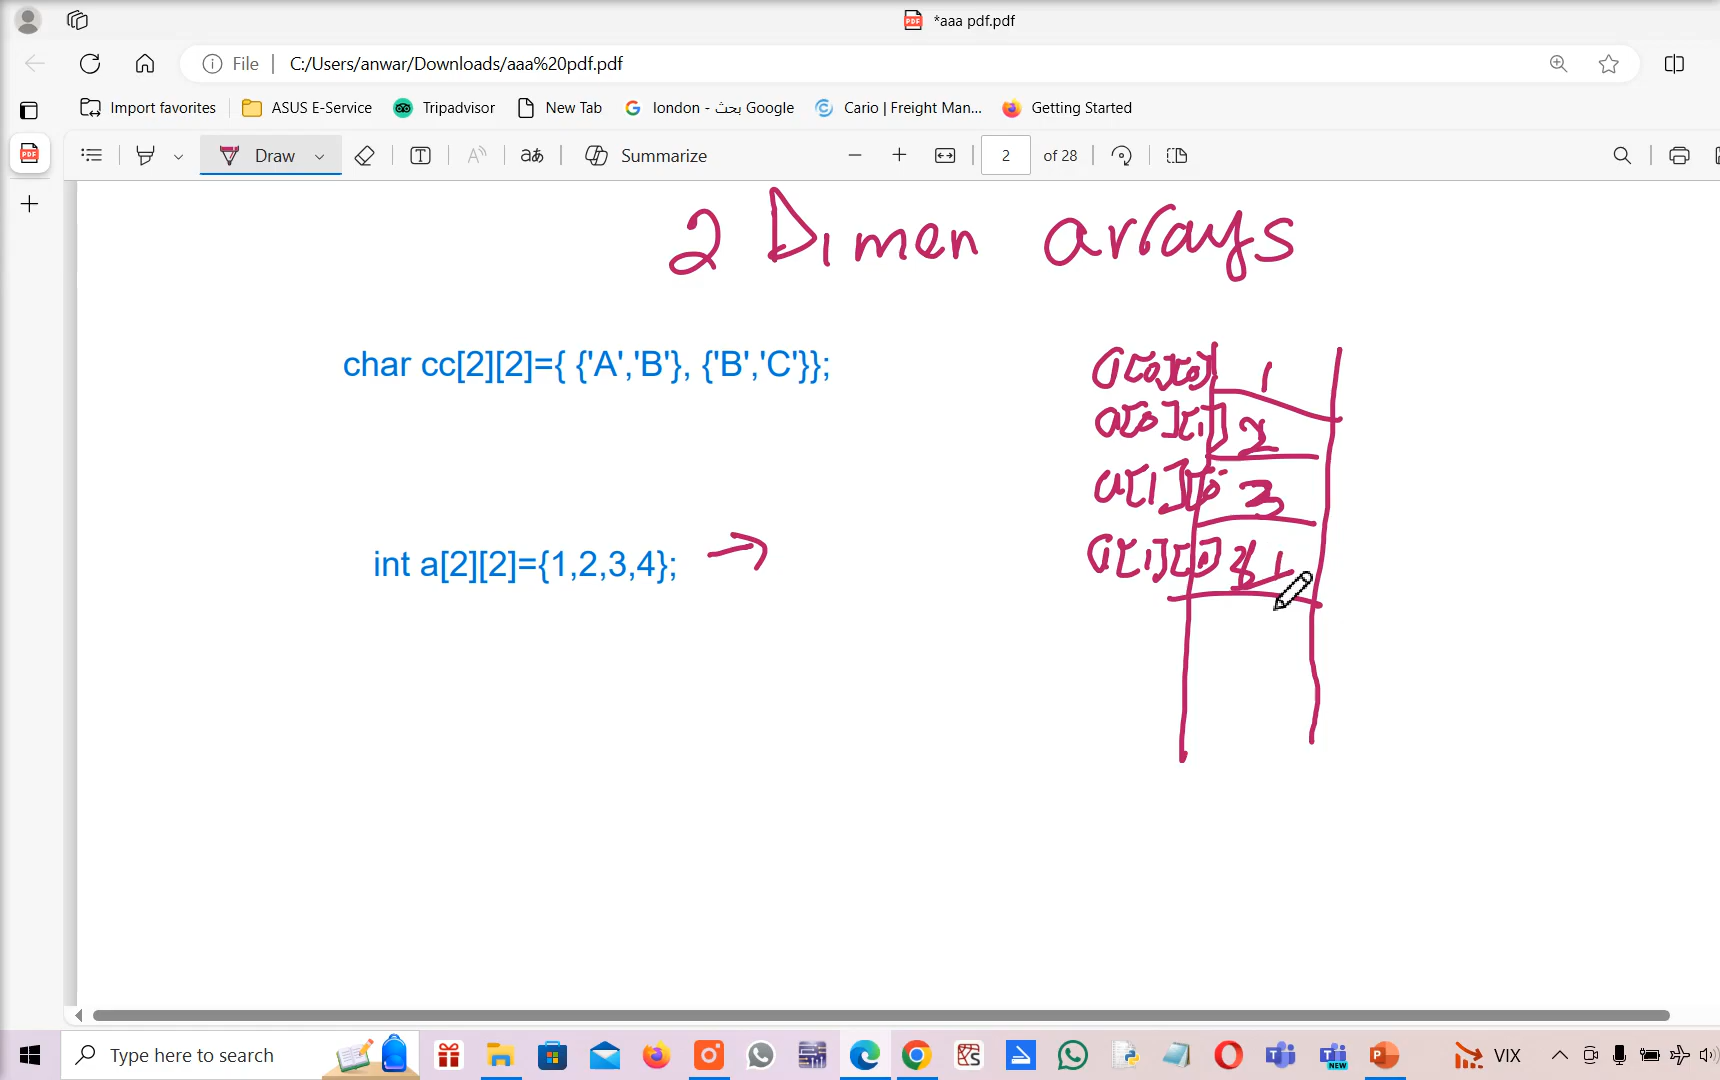 *aaa pdf.pdf
File C:/Users/anwar/Downloads/aaa%20pdf.pdf
Import favorites ASUS E-Service Tripadvisor New Tab london - بحث Google Cario | Freight Man... Getting Started
Draw aあ Summarize 2 of 28
2 Dimen arrays
char cc[2][2]={ {'A','B'}, {'B','C'}};
a[0][0] 1
a[0][1] 2
a[1][0] 3
int a[2][2]={1,2,3,4};
a[1][1]
Type here to search VIX